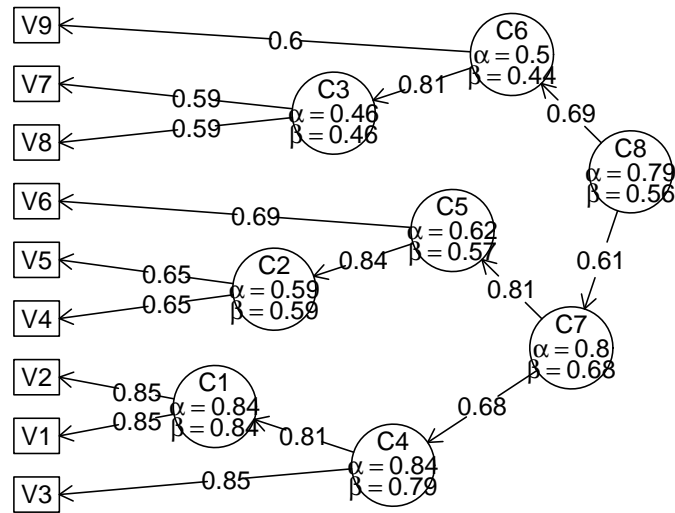 V9
V7
V8
V6
V5
V4
V2
V1
V3
C6
α = 0.5
β = 0.44
C3
α = 0.46
β = 0.46
C8
α = 0.79
β = 0.56
C5
α = 0.62
β = 0.57
C2
α = 0.59
β = 0.59
C7
α = 0.8
β = 0.68
C1
α = 0.84
β = 0.84
C4
α = 0.84
β = 0.79
0.6
0.81
0.59
0.59
0.69
0.69
0.84
0.65
0.65
0.61
0.81
0.68
0.85
0.85
0.81
0.85